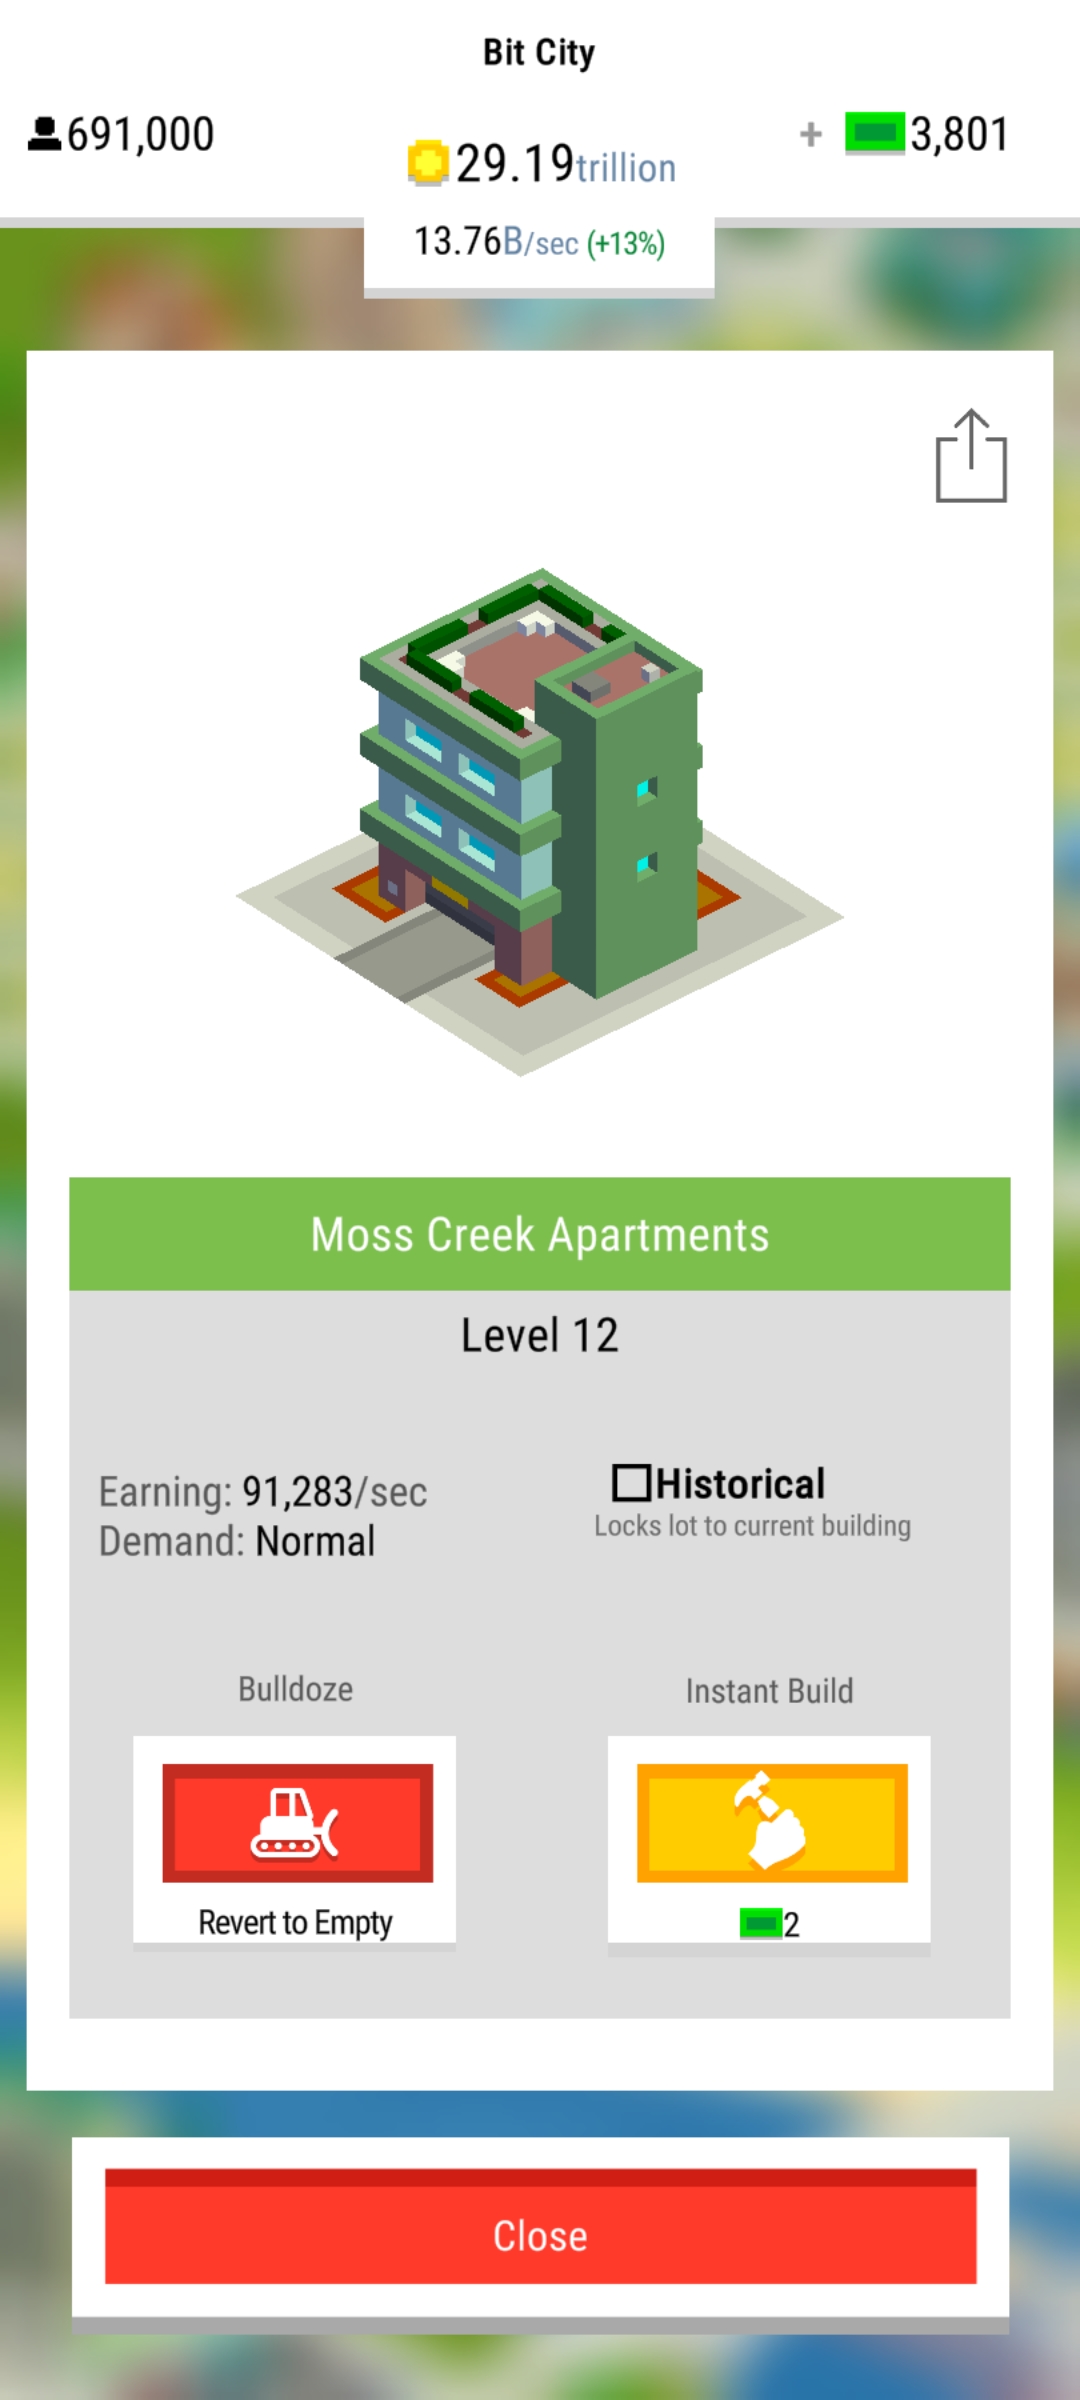 Bit City
691,000
29.19trillion
+ 3,801
13.76B/sec (+13%)
Moss Creek Apartments
Level 12
Earning: 91,283/sec
Demand: Normal
Historical
Locks lot to current building
Bulldoze
Instant Build
Revert to Empty
2
Close